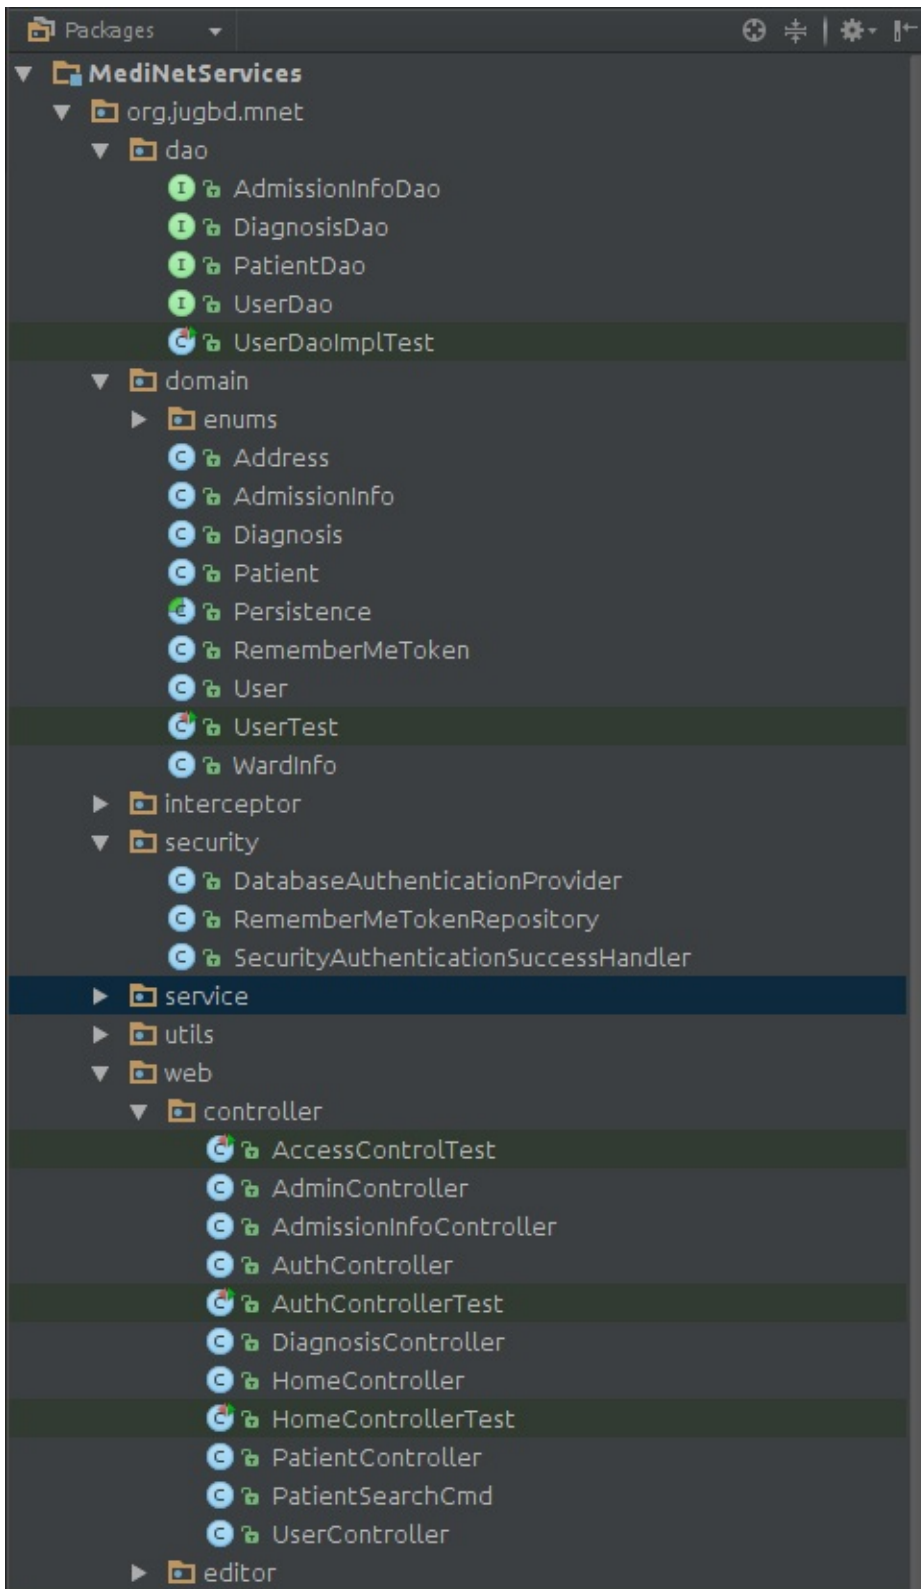 Packages
MediNetServices
org.jugbd.mnet
dao
AdmissionInfoDao
DiagnosisDao
PatientDao
UserDao
UserDaoImplTest
domain
enums
Address
AdmissionInfo
Diagnosis
Patient
Persistence
RememberMeToken
User
UserTest
WardInfo
interceptor
security
DatabaseAuthenticationProvider
RememberMeTokenRepository
SecurityAuthenticationSuccessHandler
service
utils
web
controller
AccessControlTest
AdminController
AdmissionInfoController
AuthController
AuthControllerTest
DiagnosisController
HomeController
HomeControllerTest
PatientController
PatientSearchCmd
UserController
editor